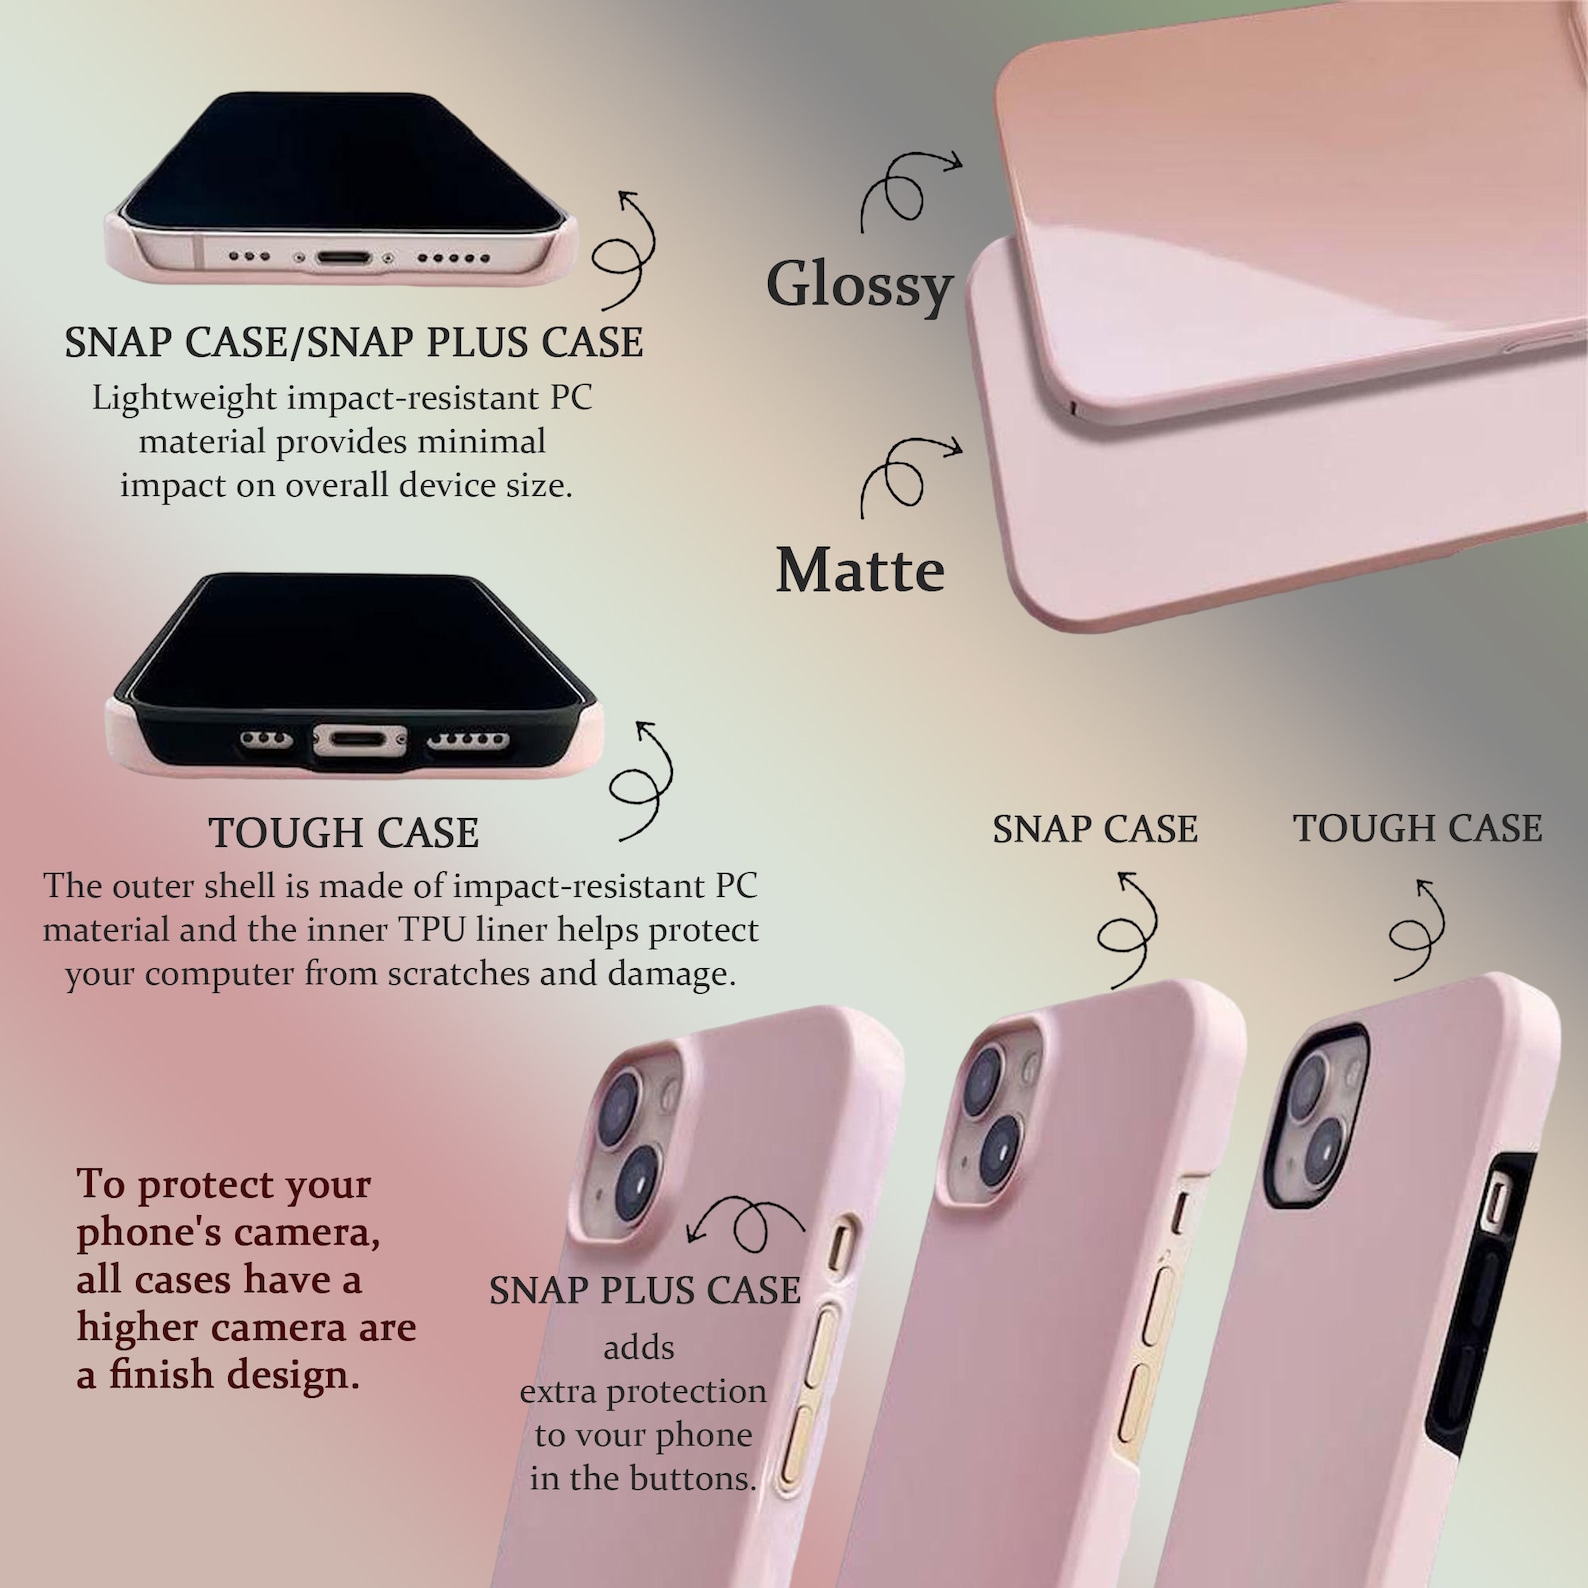 SNAP CASE/SNAP PLUS CASE
Lightweight impact-resistant PC
material provides minimal
impact on overall device size.
Glossy
Matte
TOUGH CASE
The outer shell is made of impact-resistant PC
material and the inner TPU liner helps protect
your computer from scratches and damage.
SNAP CASE
TOUGH CASE
To protect your
phone's camera,
all cases have a
higher camera are
a finish design.
SNAP PLUS CASE
adds
extra protection
to vour phone
in the buttons.